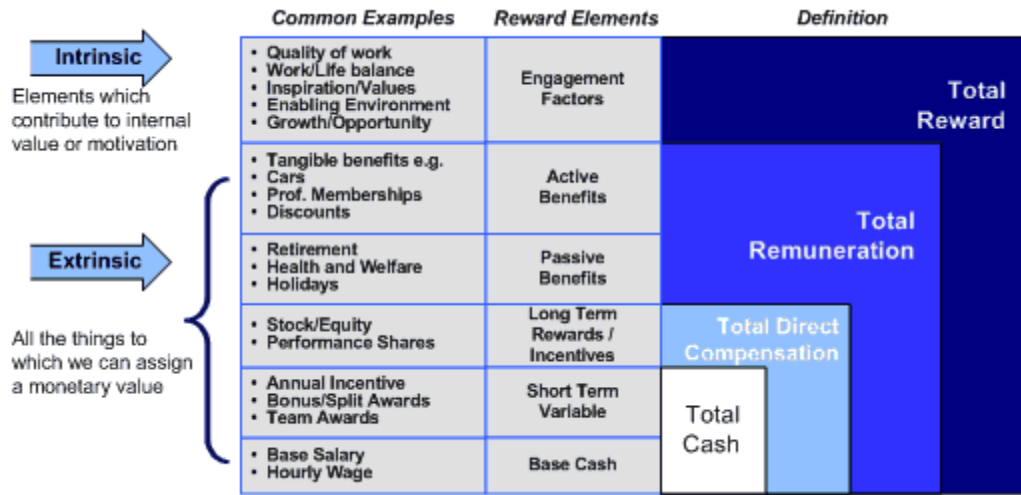 Common Examples
Reward Elements
Definition
Intrinsic
Elements which
contribute to internal
value or motivation
• Quality of work
• Work/Life balance
• Inspiration/Values
• Enabling Environment
• Growth/Opportunity
Engagement
Factors
Total
Reward
• Tangible benefits e.g.
• Cars
• Prof. Memberships
• Discounts
Active
Benefits
Total
Remuneration
Extrinsic
All the things to
which we can assign
a monetary value
• Retirement
• Health and Welfare
• Holidays
Passive
Benefits
• Stock/Equity
• Performance Shares
Long Term
Rewards /
Incentives
Total Direct
Compensation
• Annual Incentive
• Bonus/Split Awards
• Team Awards
Short Term
Variable
Total
Cash
• Base Salary
• Hourly Wage
Base Cash